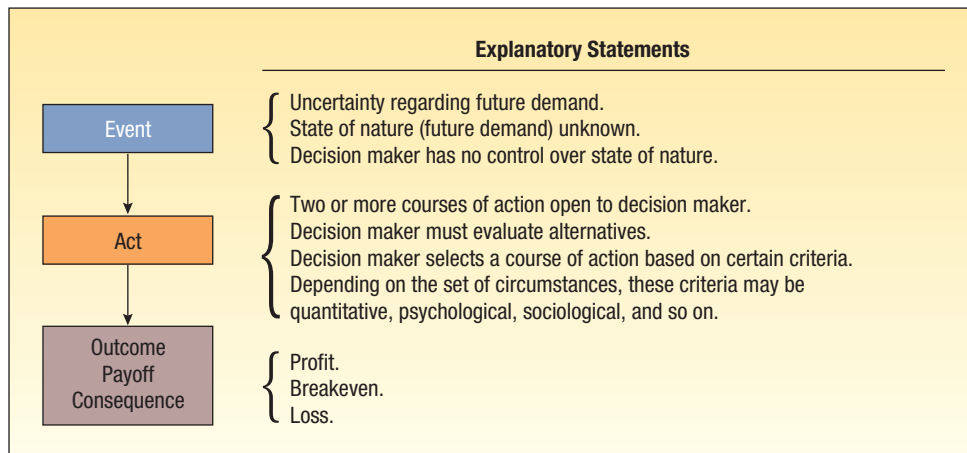 Explanatory Statements
Event
Uncertainty regarding future demand.
State of nature (future demand) unknown.
Decision maker has no control over state of nature.
Act
Two or more courses of action open to decision maker.
Decision maker must evaluate alternatives.
Decision maker selects a course of action based on certain criteria.
Depending on the set of circumstances, these criteria may be
quantitative, psychological, sociological, and so on.
Outcome
Payoff
Consequence
Profit.
Breakeven.
Loss.